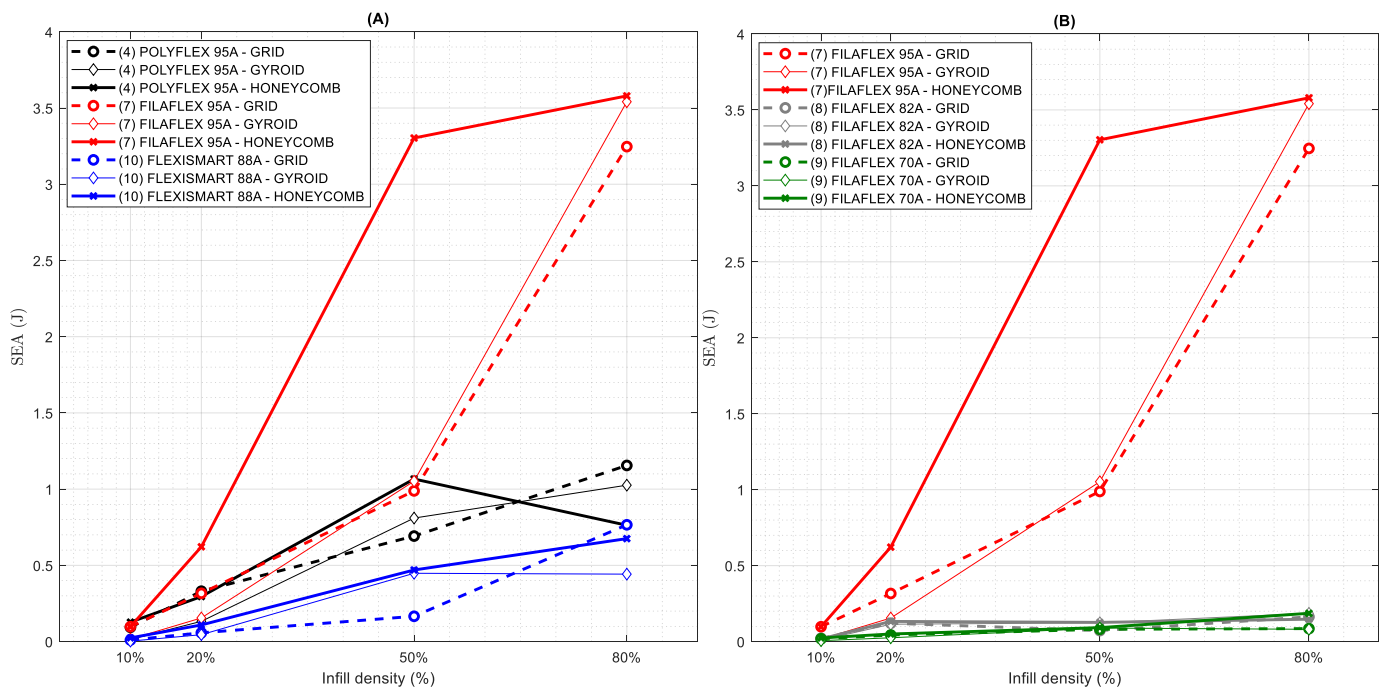 (A)
4
3.5
3
2.5
2
1.5
1
0.5
0
SEA (J)
(4) POLYFLEX 95A - GRID
(4) POLYFLEX 95A - GYROID
(4) POLYFLEX 95A - HONEYCOMB
(7) FILAFLEX 95A - GRID
(7) FILAFLEX 95A - GYROID
(7) FILAFLEX 95A - HONEYCOMB
(10) FLEXISMART 88A - GRID
(10) FLEXISMART 88A - GYROID
(10) FLEXISMART 88A - HONEYCOMB
10% 20% 50% 80%
Infill density (%)
(B)
4
3.5
3
2.5
2
1.5
1
0.5
0
SEA (J)
(7) FILAFLEX 95A - GRID
(7) FILAFLEX 95A - GYROID
(7)FILAFLEX 95A - HONEYCOMB
(8) FILAFLEX 82A - GRID
(8) FILAFLEX 82A - GYROID
(8) FILAFLEX 82A - HONEYCOMB
(9) FILAFLEX 70A - GRID
(9) FILAFLEX 70A - GYROID
(9) FILAFLEX 70A - HONEYCOMB
10% 20% 50% 80%
Infill density (%)